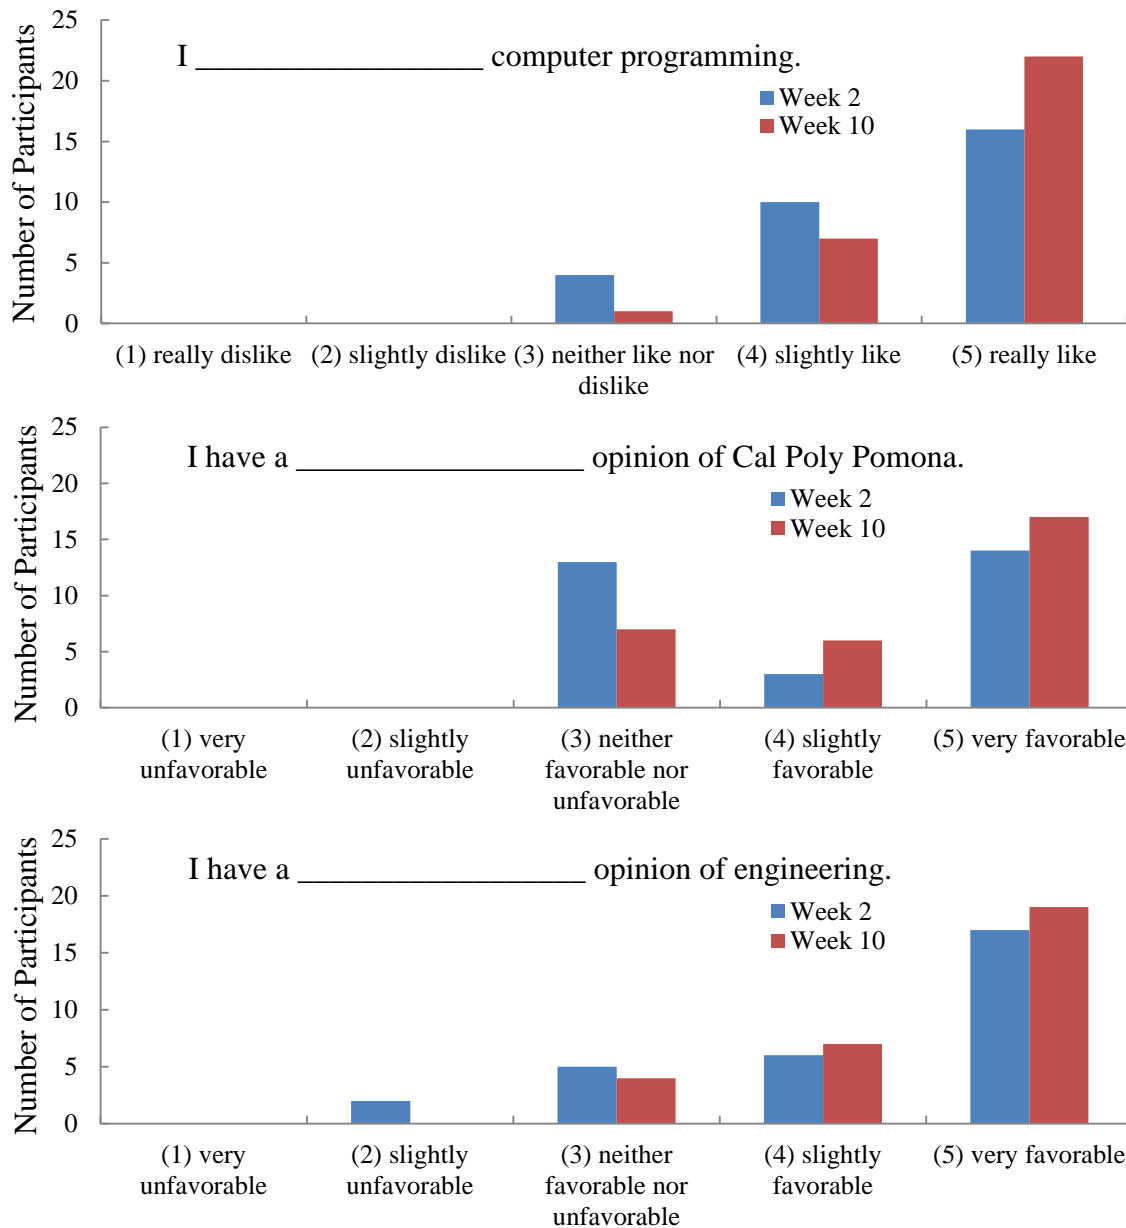 25
I __________________ computer programming.
20
Week 2
Week 10
15
10
5
0
Number of Participants
(1) really dislike (2) slightly dislike (3) neither like nor (4) slightly like (5) really like
dislike
25
I have a __________________ opinion of Cal Poly Pomona.
20
Week 2
Week 10
15
10
5
0
Number of Participants
(1) very (2) slightly (3) neither (4) slightly (5) very favorable
unfavorable unfavorable favorable nor favorable
unfavorable
25
I have a __________________ opinion of engineering.
20
Week 2
Week 10
15
10
5
0
Number of Participants
(1) very (2) slightly (3) neither (4) slightly (5) very favorable
unfavorable unfavorable favorable nor favorable
unfavorable